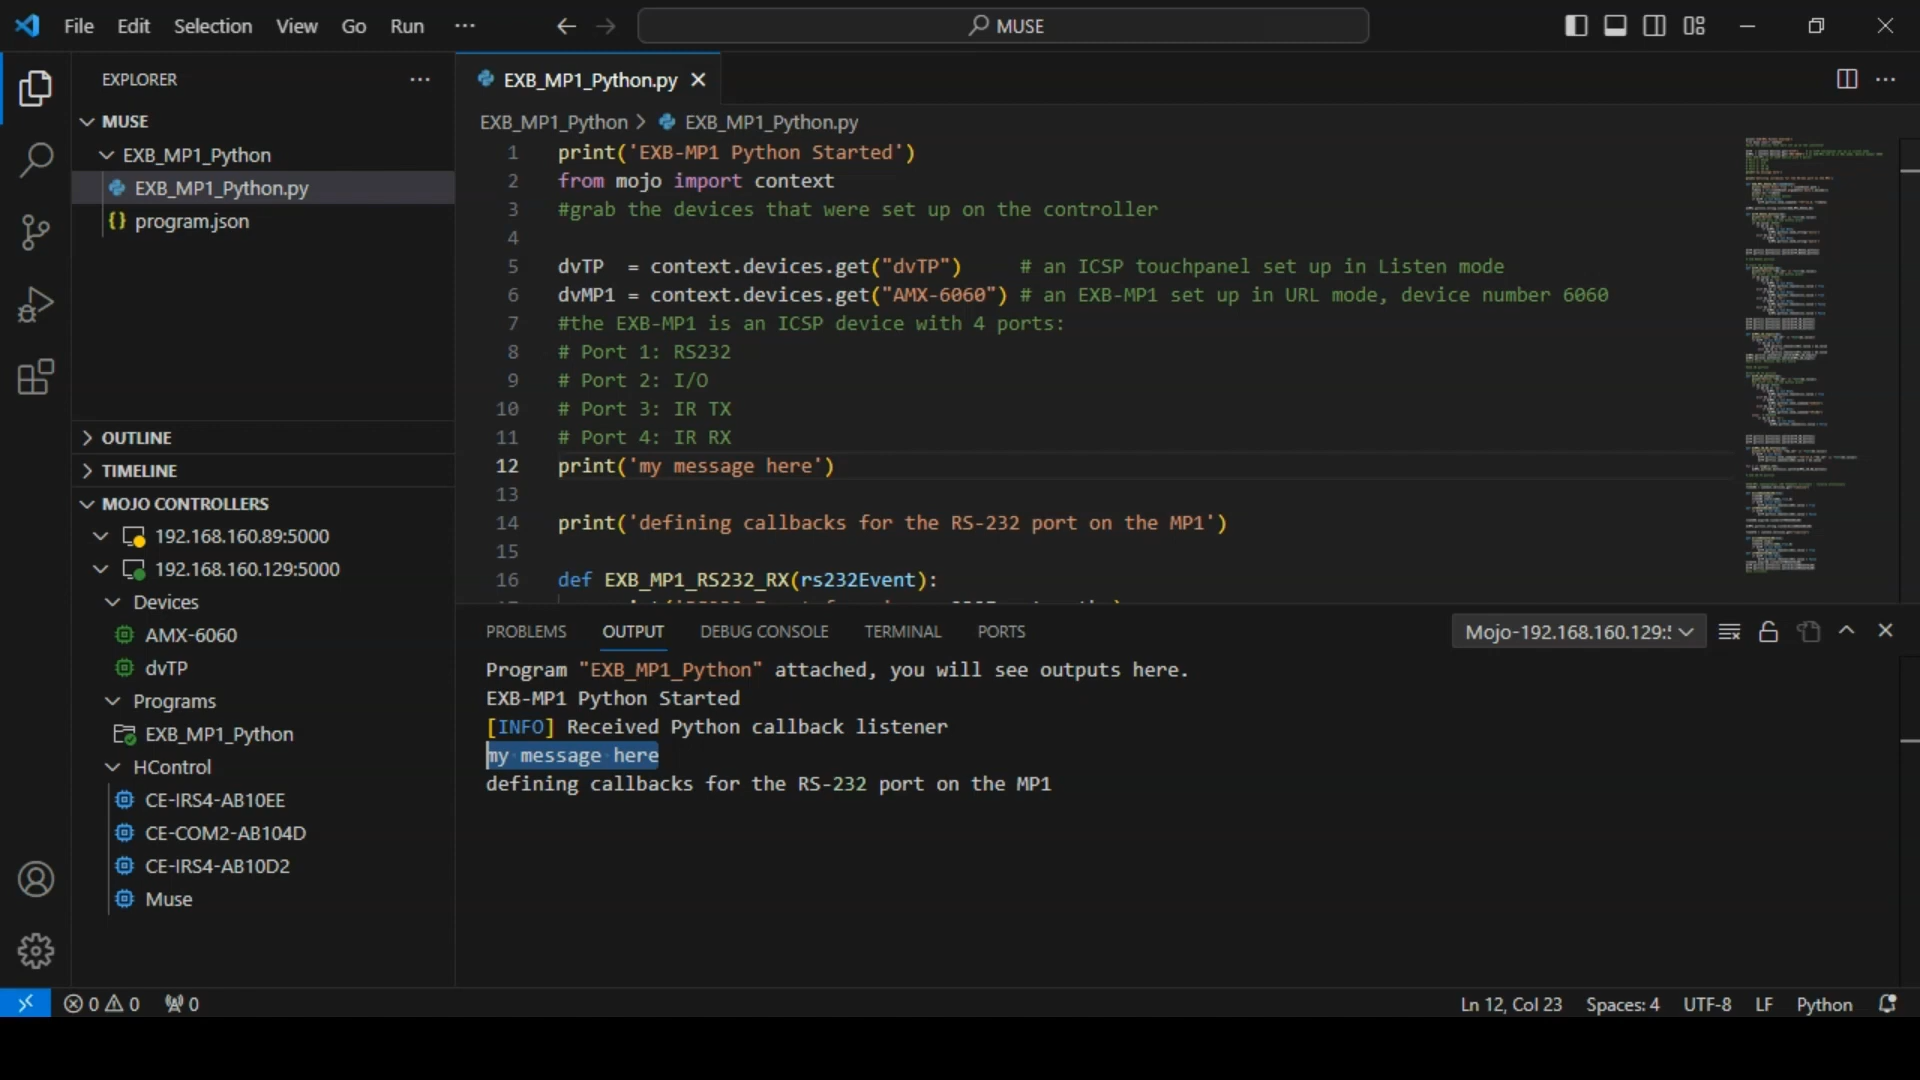 File Edit Selection View Go Run ···
MUSE
EXPLORER ···
MUSE
EXB_MP1_Python
EXB_MP1_Python.py
{} program.json
OUTLINE
TIMELINE
MOJO CONTROLLERS
192.168.160.89:5000
192.168.160.129:5000
Devices
AMX-6060
dvTP
Programs
EXB_MP1_Python
HControl
CE-IRS4-AB10EE
CE-COM2-AB104D
CE-IRS4-AB10D2
Muse
EXB_MP1_Python.py
EXB_MP1_Python > EXB_MP1_Python.py
1 print('EXB-MP1 Python Started')
2 from mojo import context
3 #grab the devices that were set up on the controller
4
5 dvTP  = context.devices.get("dvTP")     # an ICSP touchpanel set up in Listen mode
6 dvMP1 = context.devices.get("AMX-6060") # an EXB-MP1 set up in URL mode, device number 6060
7 #the EXB-MP1 is an ICSP device with 4 ports:
8 # Port 1: RS232
9 # Port 2: I/O
10 # Port 3: IR TX
11 # Port 4: IR RX
12 print('my message here')
13
14 print('defining callbacks for the RS-232 port on the MP1')
15
16 def EXB_MP1_RS232_RX(rs232Event):
PROBLEMS OUTPUT DEBUG CONSOLE TERMINAL PORTS
Mojo-192.168.160.129:5
Program "EXB_MP1_Python" attached, you will see outputs here.
EXB-MP1 Python Started
[INFO] Received Python callback listener
my message here
defining callbacks for the RS-232 port on the MP1
0 0 0
Ln 12, Col 23 Spaces: 4 UTF-8 LF Python